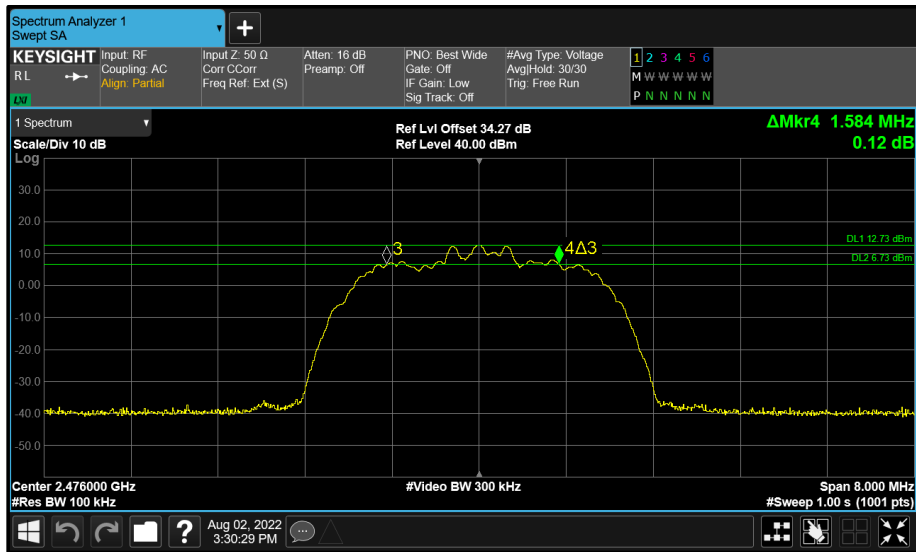 Spectrum Analyzer 1
Swept SA
+
KEYSIGHT Input: RF Input Z: 50 Ω Atten: 16 dB PNO: Best Wide #Avg Type: Voltage 1 2 3 4 5 6
RL Coupling: AC Corr CCorr Preamp: Off Gate: Off Avg|Hold: 30/30 M W W W W W
Align: Partial Freq Ref: Ext (S) IF Gain: Low Trig: Free Run
LXI Sig Track: Off P N N N N N
1 Spectrum Ref Lvl Offset 34.27 dB ΔMkr4 1.584 MHz
Scale/Div 10 dB Ref Level 40.00 dBm 0.12 dB
Log
30.0
20.0
DL1 12.73 dBm
10.0 3 4Δ3
DL2 6.73 dBm
0.00
-10.0
-20.0
-30.0
-40.0
-50.0
Center 2.476000 GHz #Video BW 300 kHz Span 8.000 MHz
#Res BW 100 kHz #Sweep 1.00 s (1001 pts)
? Aug 02, 2022
3:30:29 PM